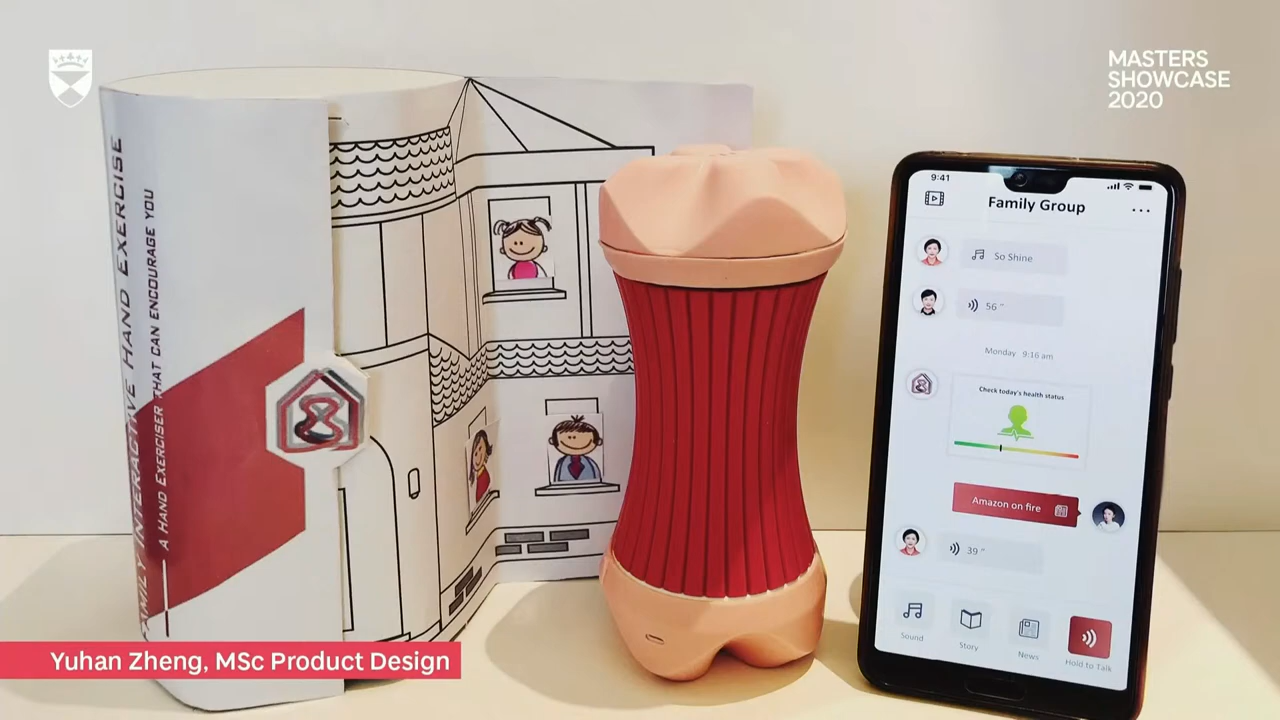 MASTERS
SHOWCASE
2020
FAMILY INTERACTIVE HAND EXERCISE
A HAND EXERCISER THAT CAN ENCOURAGE YOU
9:41
Family Group
So Shine
56 "
Monday 9:16 am
Check today's health status
Amazon on fire
39 "
Sound
Story
News
Hold to Talk
Yuhan Zheng, MSc Product Design